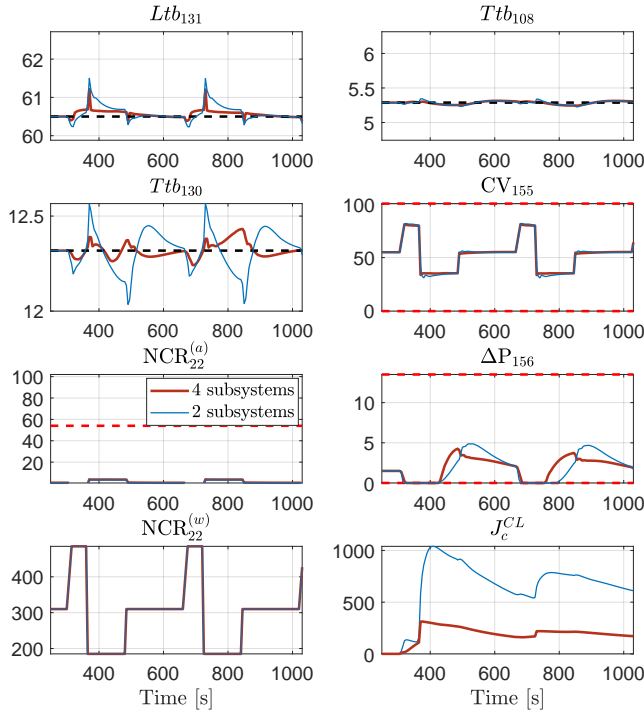 Ltb131 Ttb108
62 61 60 400 600 800 1000
6 5.5 5 400 600 800 1000
Ttb130 CV155
12.5 12 400 600 800 1000
100 50 0 400 600 800 1000
NCR22(a) ΔP156
100 80 60 40 20 400 600 800 1000
4 subsystems
2 subsystems
10 5 0 400 600 800 1000
NCR22(w) JcCL
400 300 200 400 600 800 1000
1000 500 0 400 600 800 1000
Time [s] Time [s]